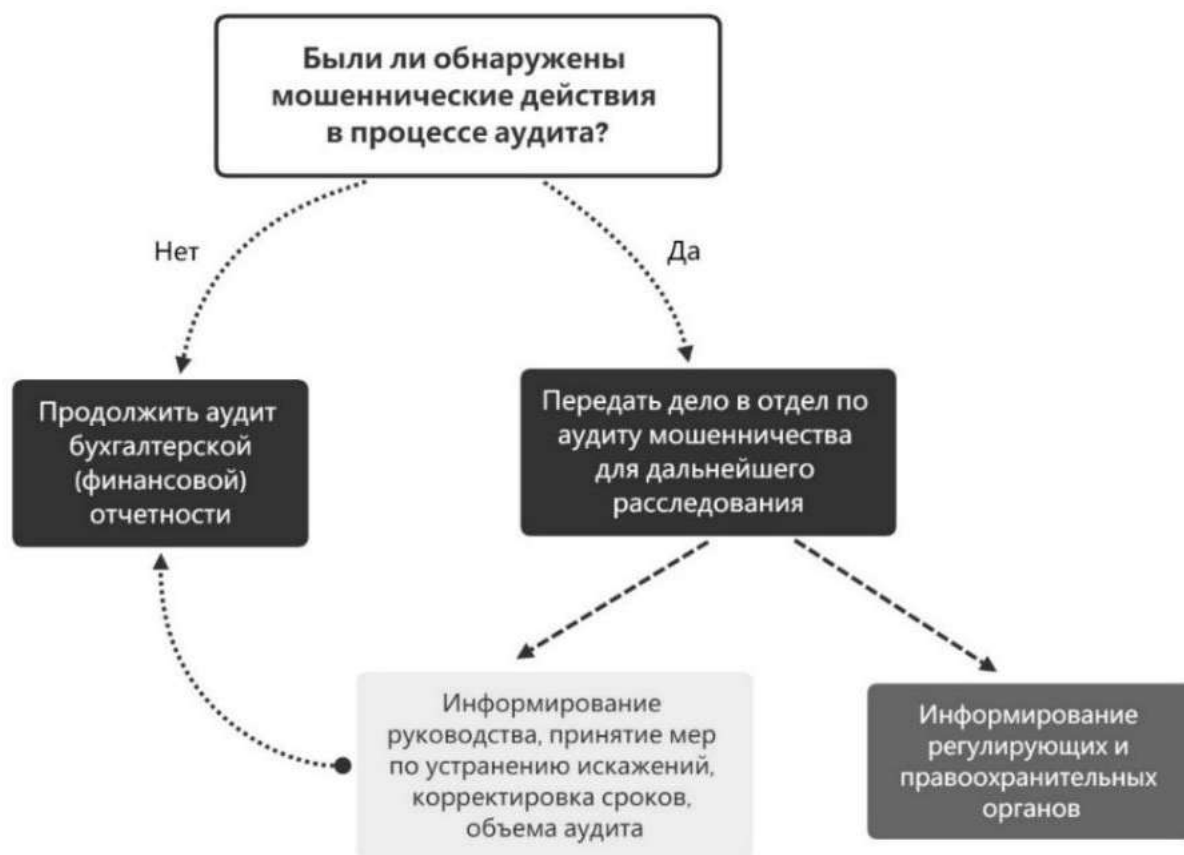 Были ли обнаружены
мошеннические действия
в процессе аудита?
Нет
Да
Продолжить аудит
бухгалтерской
(финансовой)
отчетности
Передать дело в отдел по
аудиту мошенничества
для дальнейшего
расследования
Информирование
руководства, принятие мер
по устранению искажений,
корректировка сроков,
объема аудита
Информирование
регулирующих и
правоохранительных
органов